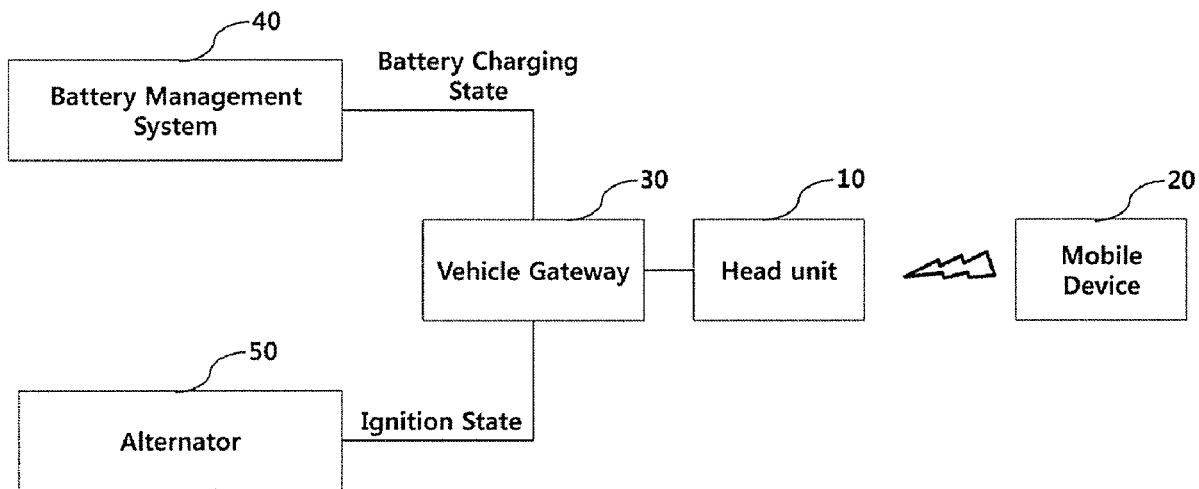 40
Battery Management
System
Battery Charging
State
30
10
20
Vehicle Gateway
Head unit
Mobile
Device
50
Alternator
Ignition State